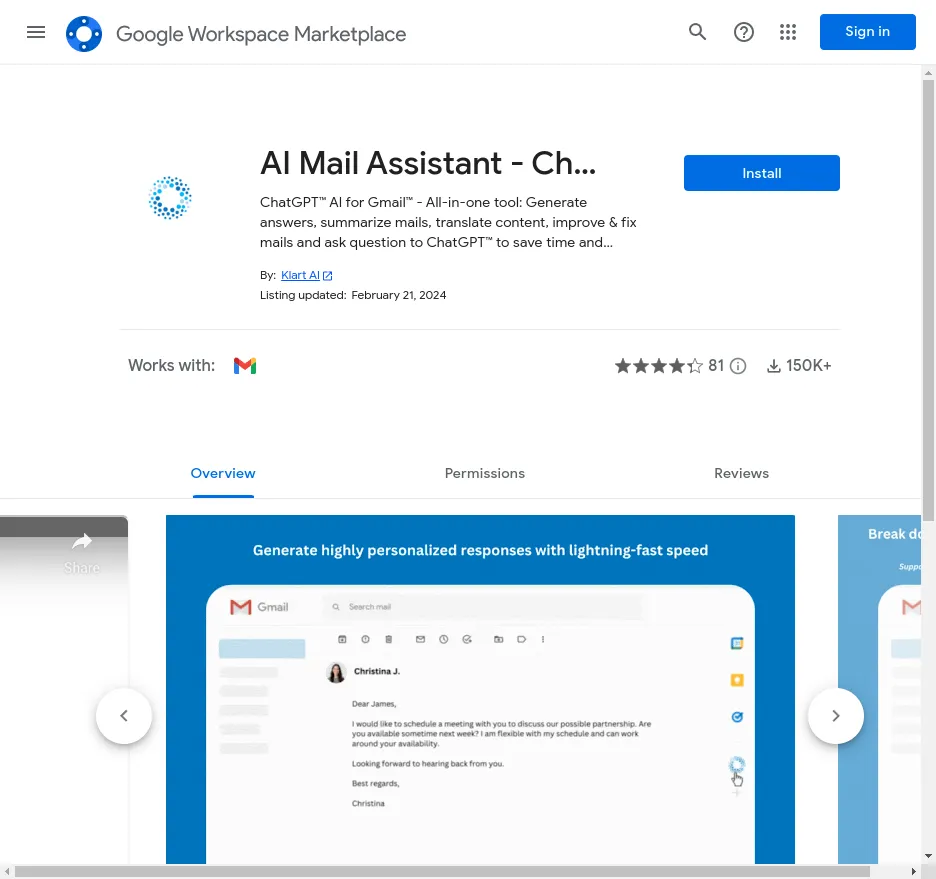 Google Workspace Marketplace
Sign in
AI Mail Assistant - Ch...
Install
ChatGPT™ AI for Gmail™ - All-in-one tool: Generate
answers, summarize mails, translate content, improve & fix
mails and ask question to ChatGPT™ to save time and...
By: Klart AI
Listing updated: February 21, 2024
Works with:
81
150K+
Overview
Permissions
Reviews
Share
Generate highly personalized responses with lightning-fast speed
Gmail
Search mail
Christina J.
Dear James,
I would like to schedule a meeting with you to discuss our possible partnership. Are
you available sometime next week? I am flexible with my schedule and can work
around your availability.
Looking forward to hearing back from you.
Best regards,
Christina
Break